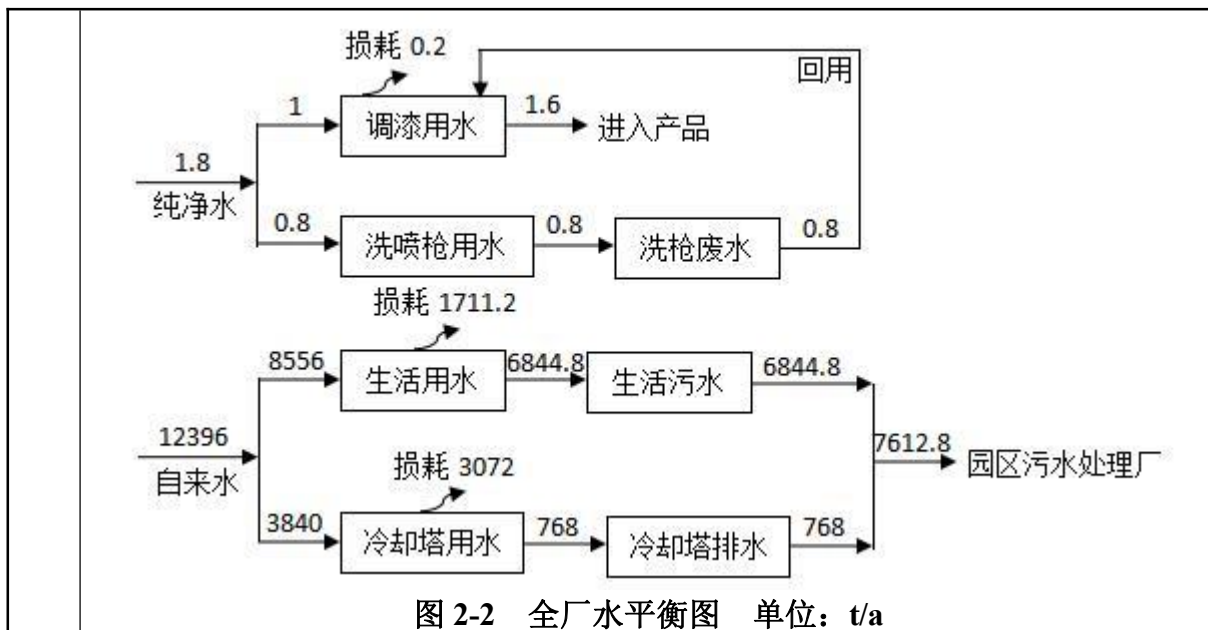 损耗 0.2
回用
1
调漆用水
1.6
进入产品
1.8
纯净水
0.8
洗喷枪用水
0.8
洗枪废水
0.8
损耗 1711.2
8556
生活用水
6844.8
生活污水
6844.8
12396
自来水
7612.8
园区污水处理厂
损耗 3072
3840
冷却塔用水
768
冷却塔排水
768
图 2-2 全厂水平衡图 单位：t/a